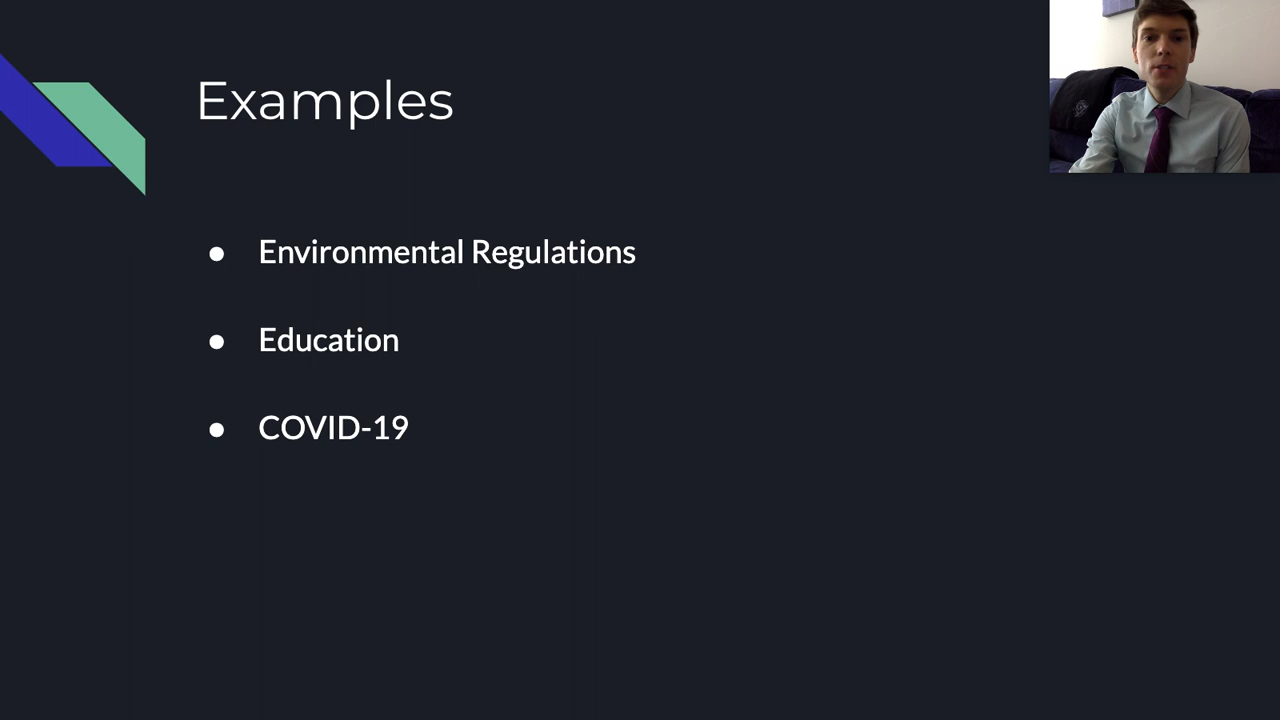 Examples
● Environmental Regulations
● Education
● COVID-19